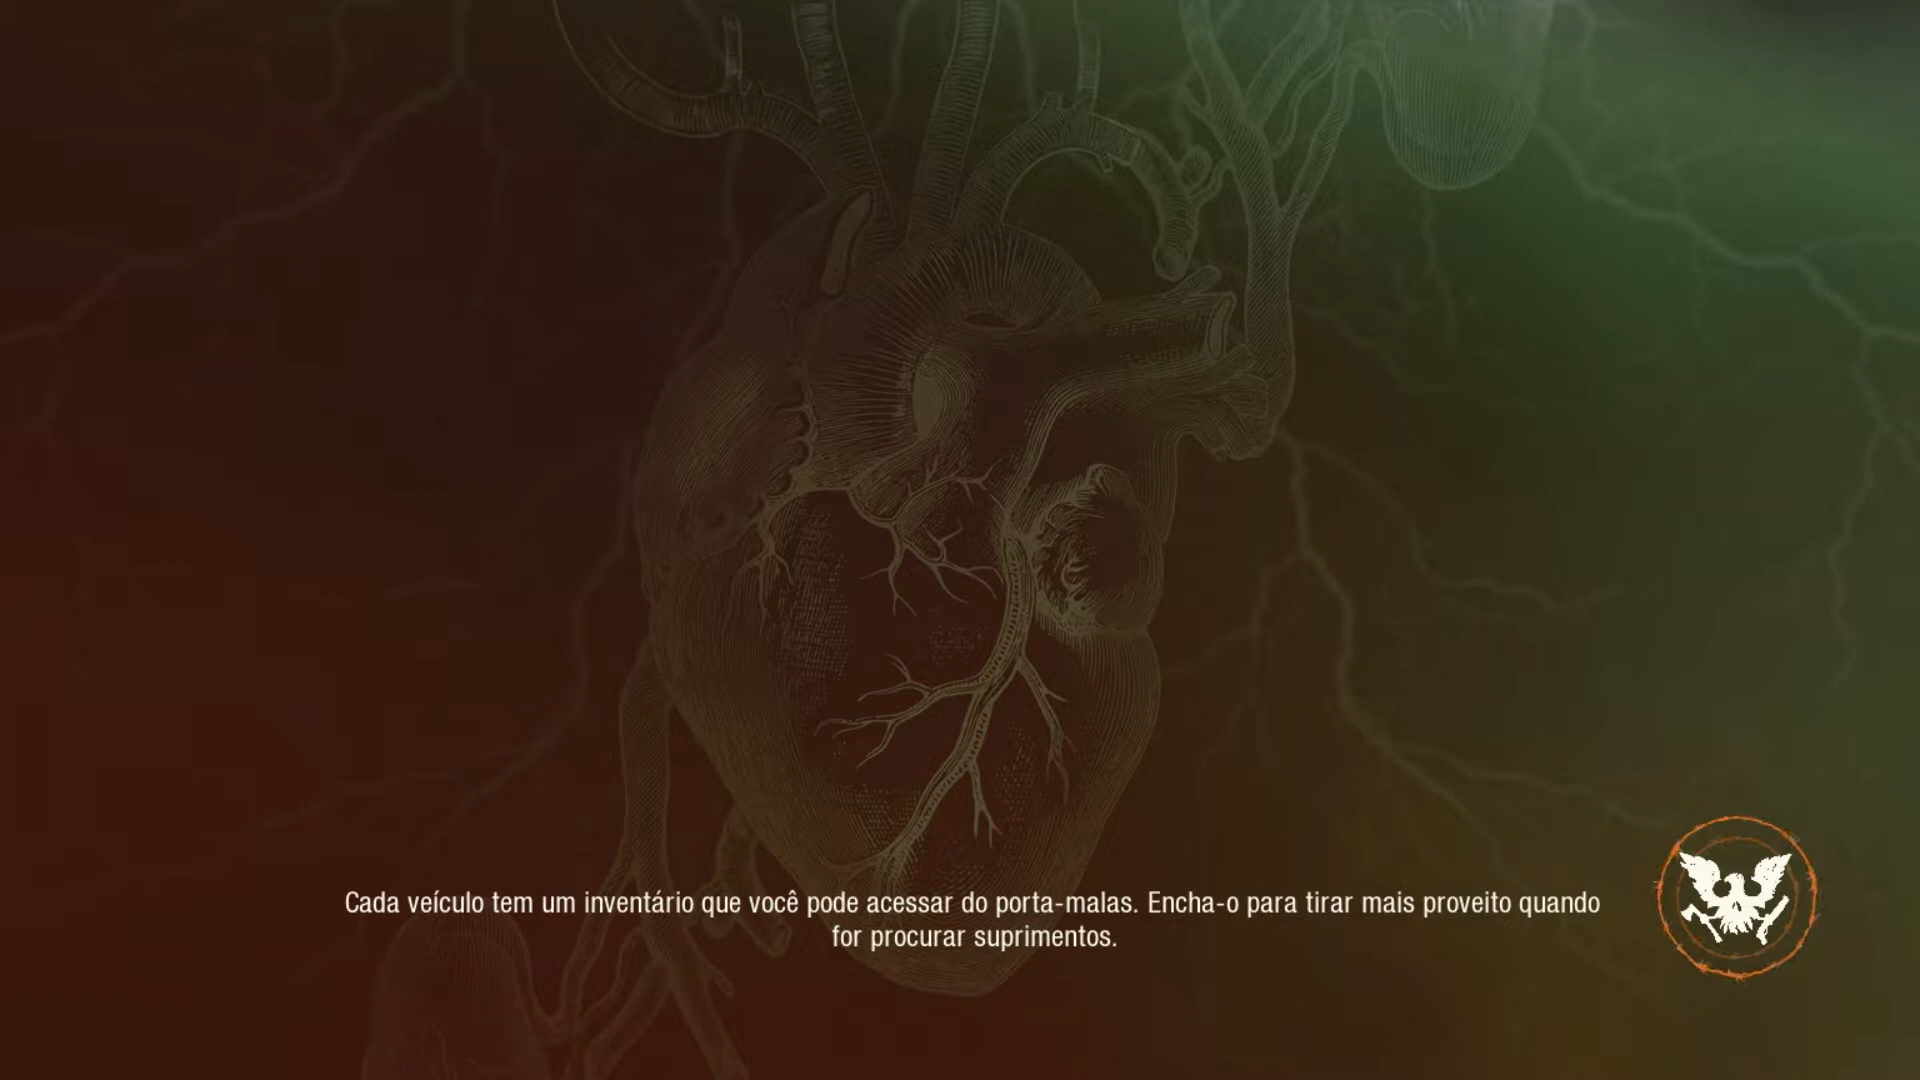 Cada veículo tem um inventário que você pode acessar do porta-malas. Encha-o para tirar mais proveito quando
for procurar suprimentos.